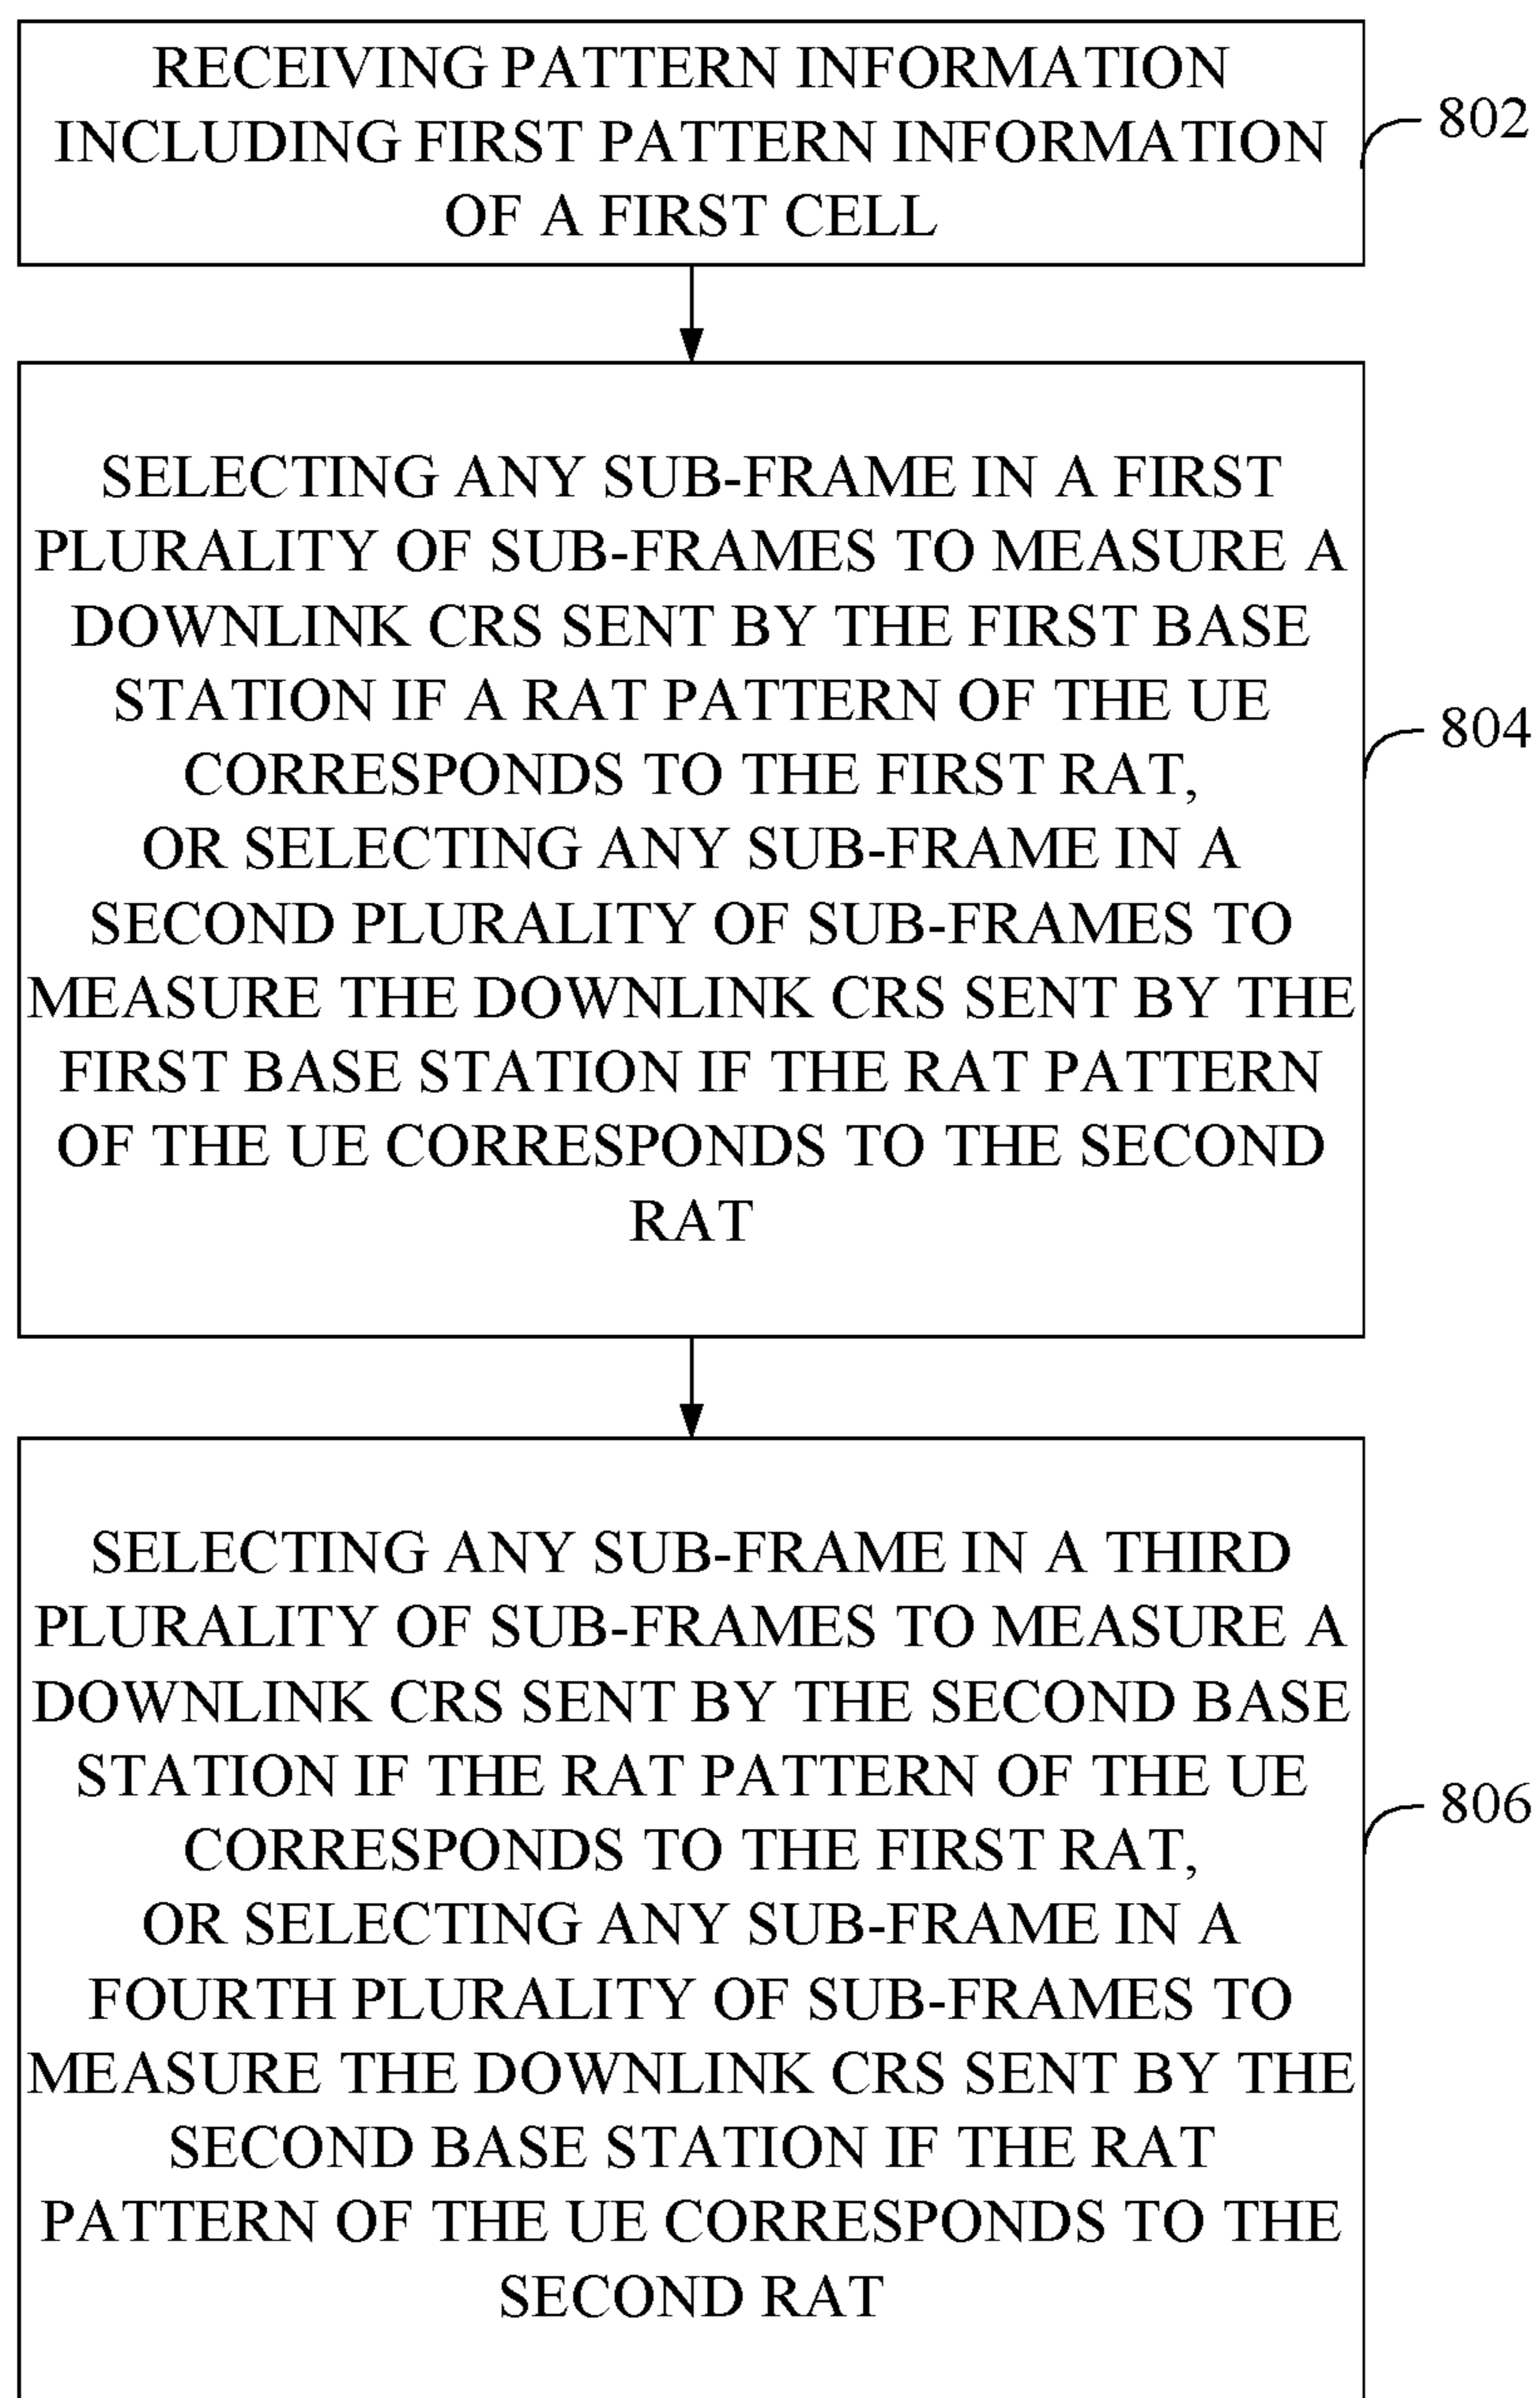 RECEIVING PATTERN INFORMATION
INCLUDING FIRST PATTERN INFORMATION
OF A FIRST CELL
802
SELECTING ANY SUB-FRAME IN A FIRST
PLURALITY OF SUB-FRAMES TO MEASURE A
DOWNLINK CRS SENT BY THE FIRST BASE
STATION IF A RAT PATTERN OF THE UE
CORRESPONDS TO THE FIRST RAT,
OR SELECTING ANY SUB-FRAME IN A
SECOND PLURALITY OF SUB-FRAMES TO
MEASURE THE DOWNLINK CRS SENT BY THE
FIRST BASE STATION IF THE RAT PATTERN
OF THE UE CORRESPONDS TO THE SECOND
RAT
804
SELECTING ANY SUB-FRAME IN A THIRD
PLURALITY OF SUB-FRAMES TO MEASURE A
DOWNLINK CRS SENT BY THE SECOND BASE
STATION IF THE RAT PATTERN OF THE UE
CORRESPONDS TO THE FIRST RAT,
OR SELECTING ANY SUB-FRAME IN A
FOURTH PLURALITY OF SUB-FRAMES TO
MEASURE THE DOWNLINK CRS SENT BY THE
SECOND BASE STATION IF THE RAT
PATTERN OF THE UE CORRESPONDS TO THE
SECOND RAT
806